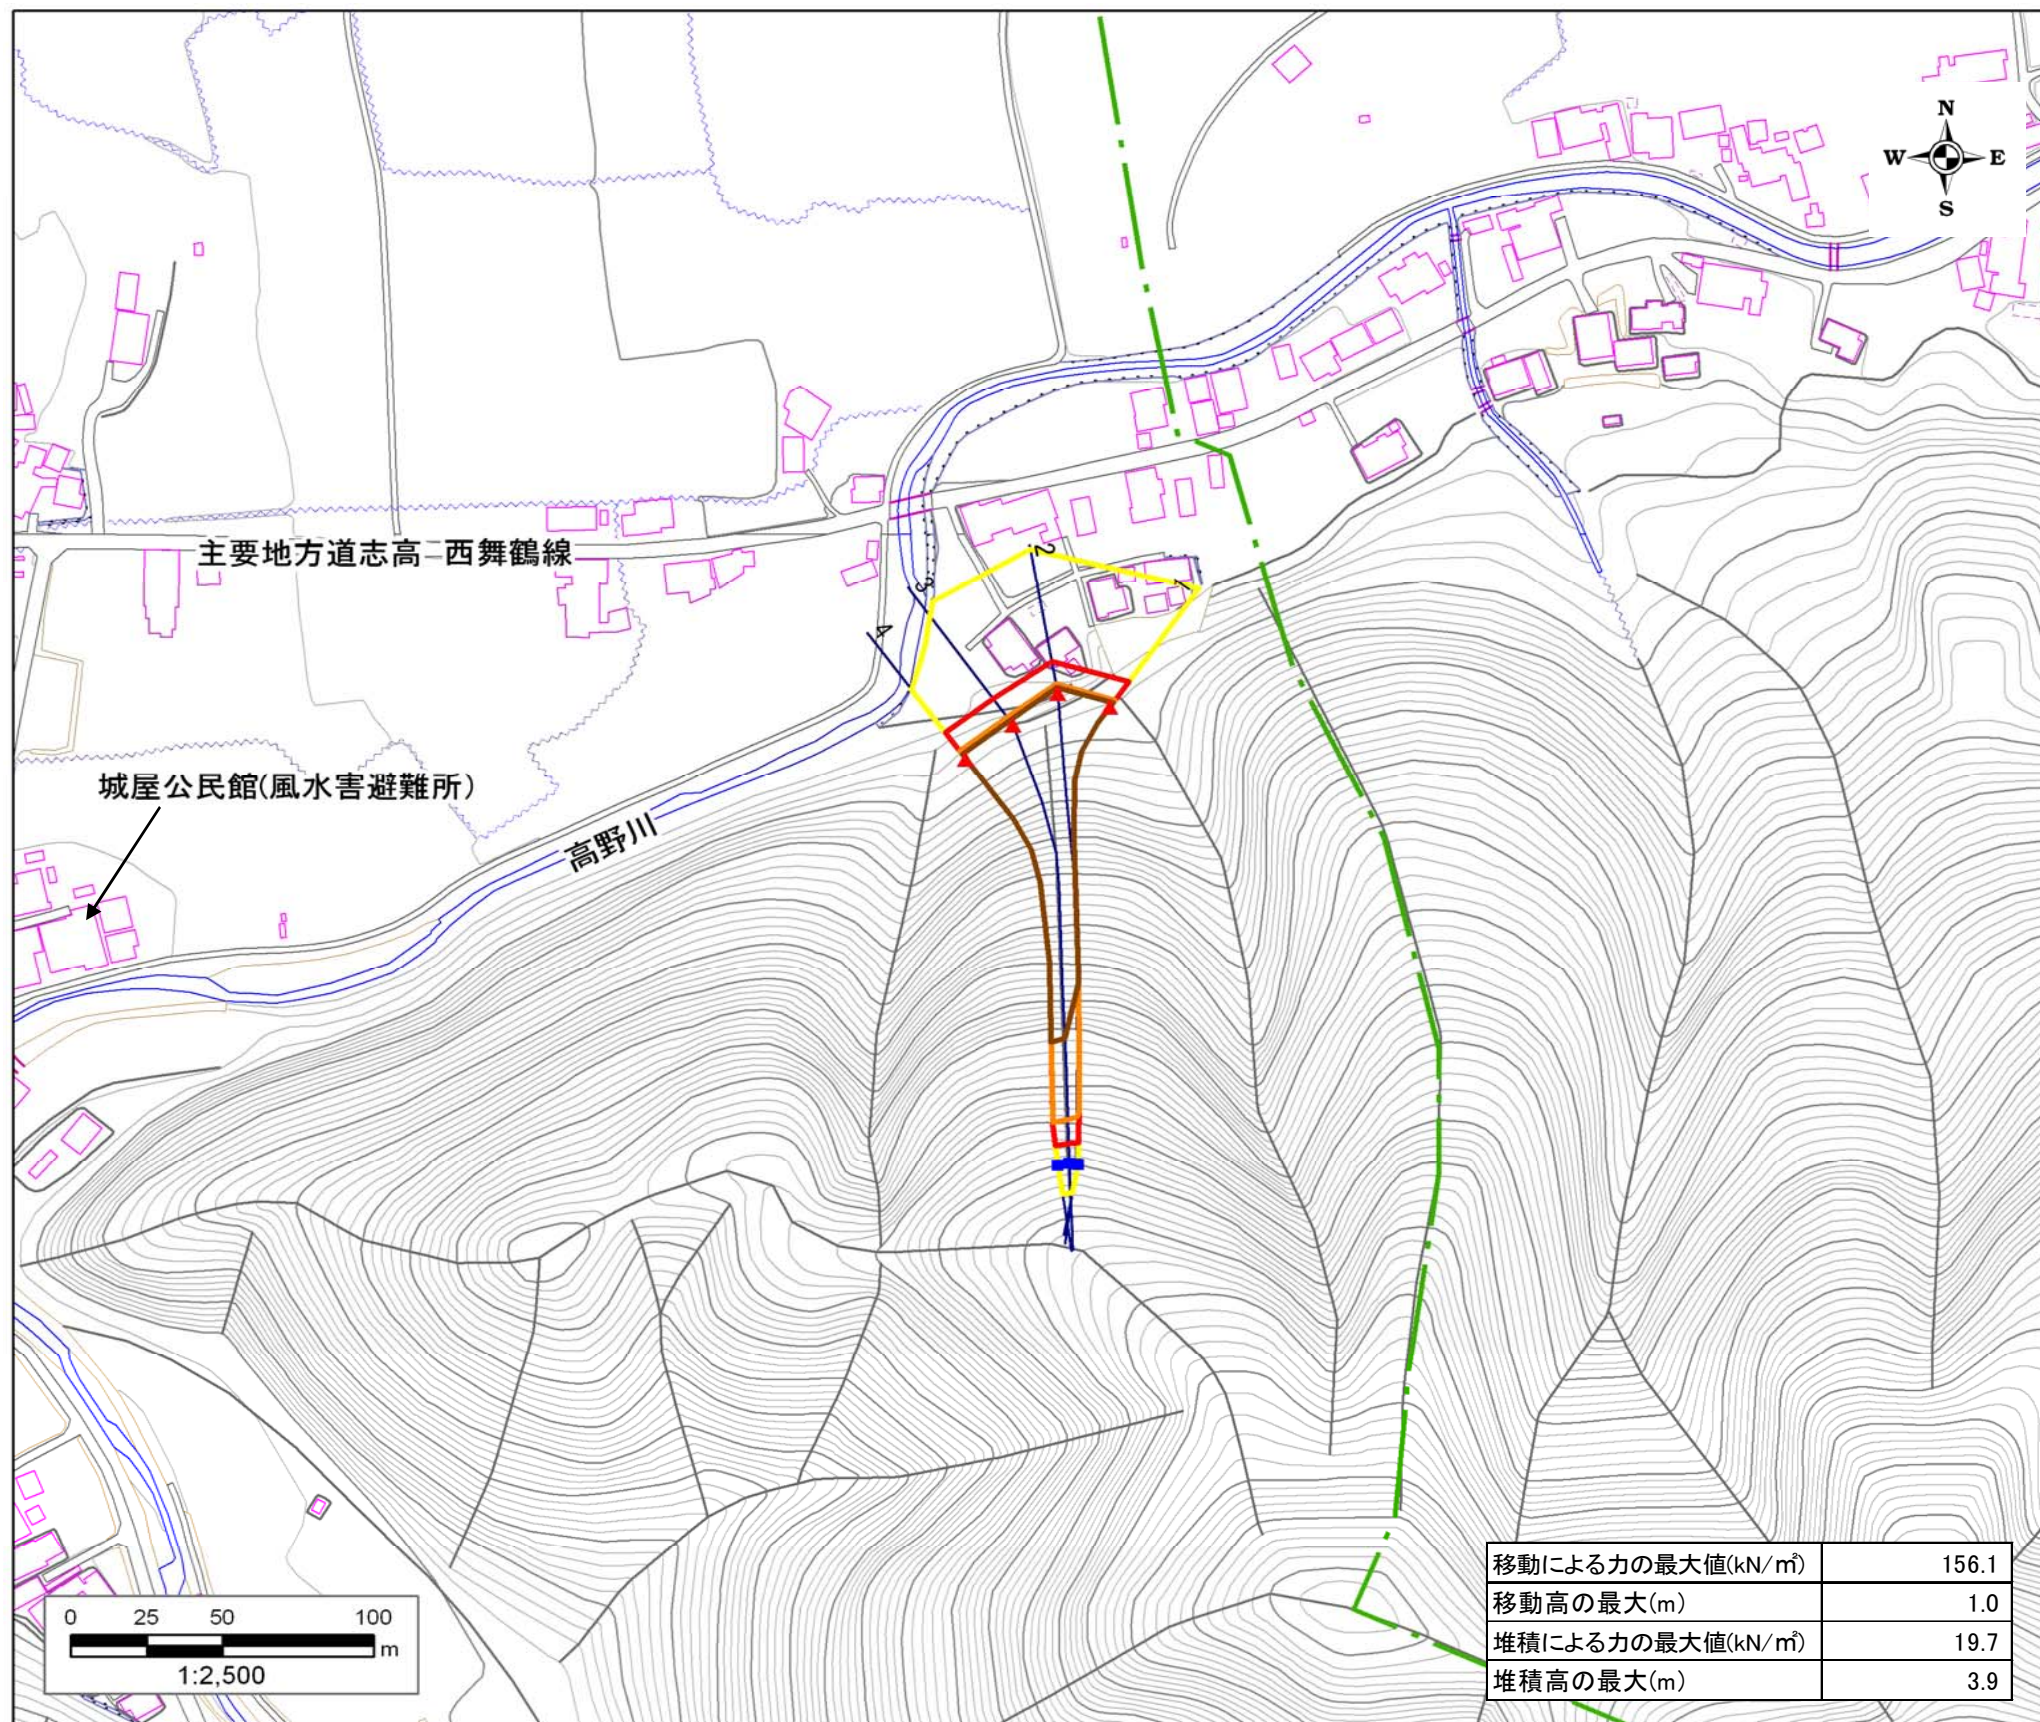 N
W E
S
主要地方道志高-西舞鶴線
2
1
3
4
城屋公民館(風水害避難所)
高野川
移動による力の最大値(kN/㎡) 156.1
移動高の最大(m) 1.0
堆積による力の最大値(kN/㎡) 19.7
堆積高の最大(m) 3.9
0 25 50 100
m
1:2,500